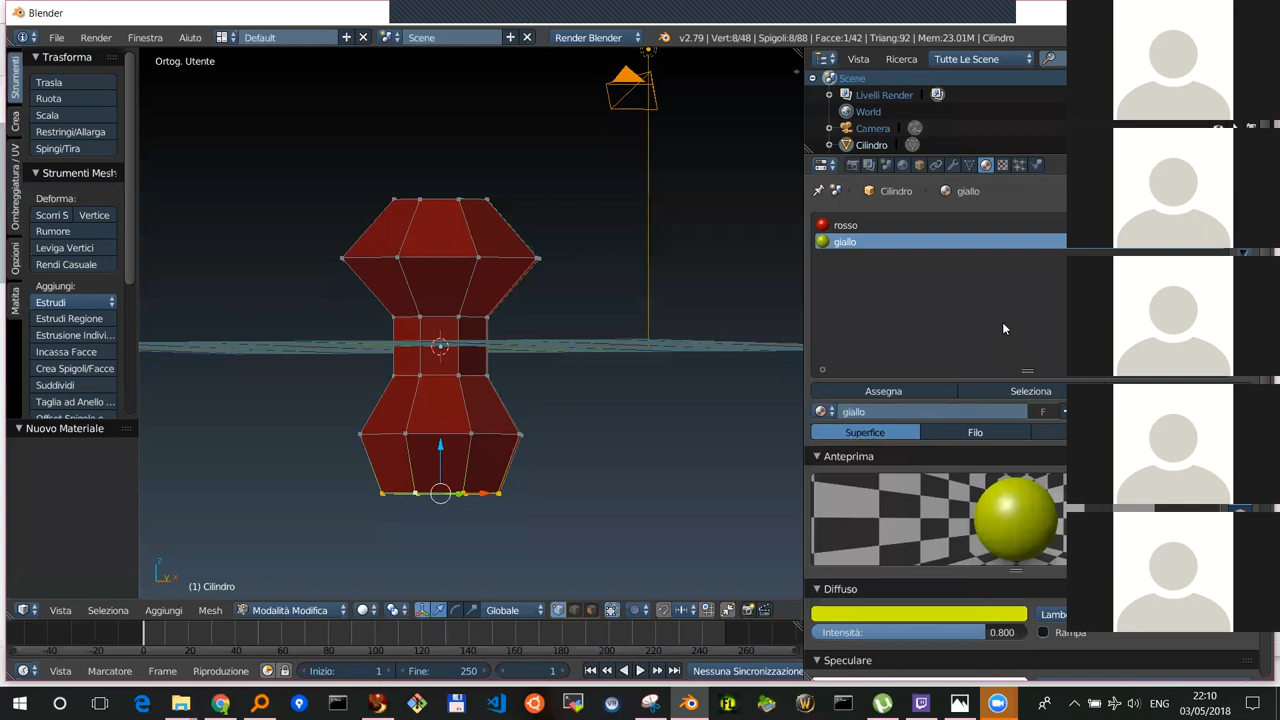 Blender
File Render Finestra Aiuto Default Scene Render Blender v2.79 | Vert:8/48 | Spigoli:8/88 | Facce:1/42 | Triang:92 | Mem:23.01M | Cilindro
Trasforma
Trasla
Ruota
Scala
Restringi/Allarga
Spingi/Tira
Strumenti Mesh
Deforma:
Scorri S Vertice
Rumore
Leviga Vertici
Rendi Casuale
Aggiungi:
Estrudi
Estrudi Regione
Estrusione Indivi...
Incassa Facce
Crea Spigoli/Facce
Suddividi
Taglia ad Anello ...
Offset Spigolo e
Nuovo Materiale
Strumenti
Crea
Ombreggiatura / UV
Opzioni
Matita
Ortog. Utente
z
y x
(1) Cilindro
Vista Ricerca Tutte Le Scene
Scene
Livelli Render
World
Camera
Cilindro
Cilindro giallo
rosso
giallo
Assegna Seleziona
giallo F
Superfice Filo
Anteprima
Diffuso
Lamb
Intensità: 0.800 Rampa
Speculare
Vista Seleziona Aggiungi Mesh Modalità Modifica Globale
0 20 40 60 80 100 120 140 160 180 200 220 240 260
Vista Marcatore Frame Riproduzione Inizio: 1 Fine: 250 1 Nessuna Sincronizzazione
ENG
22:10
03/05/2018